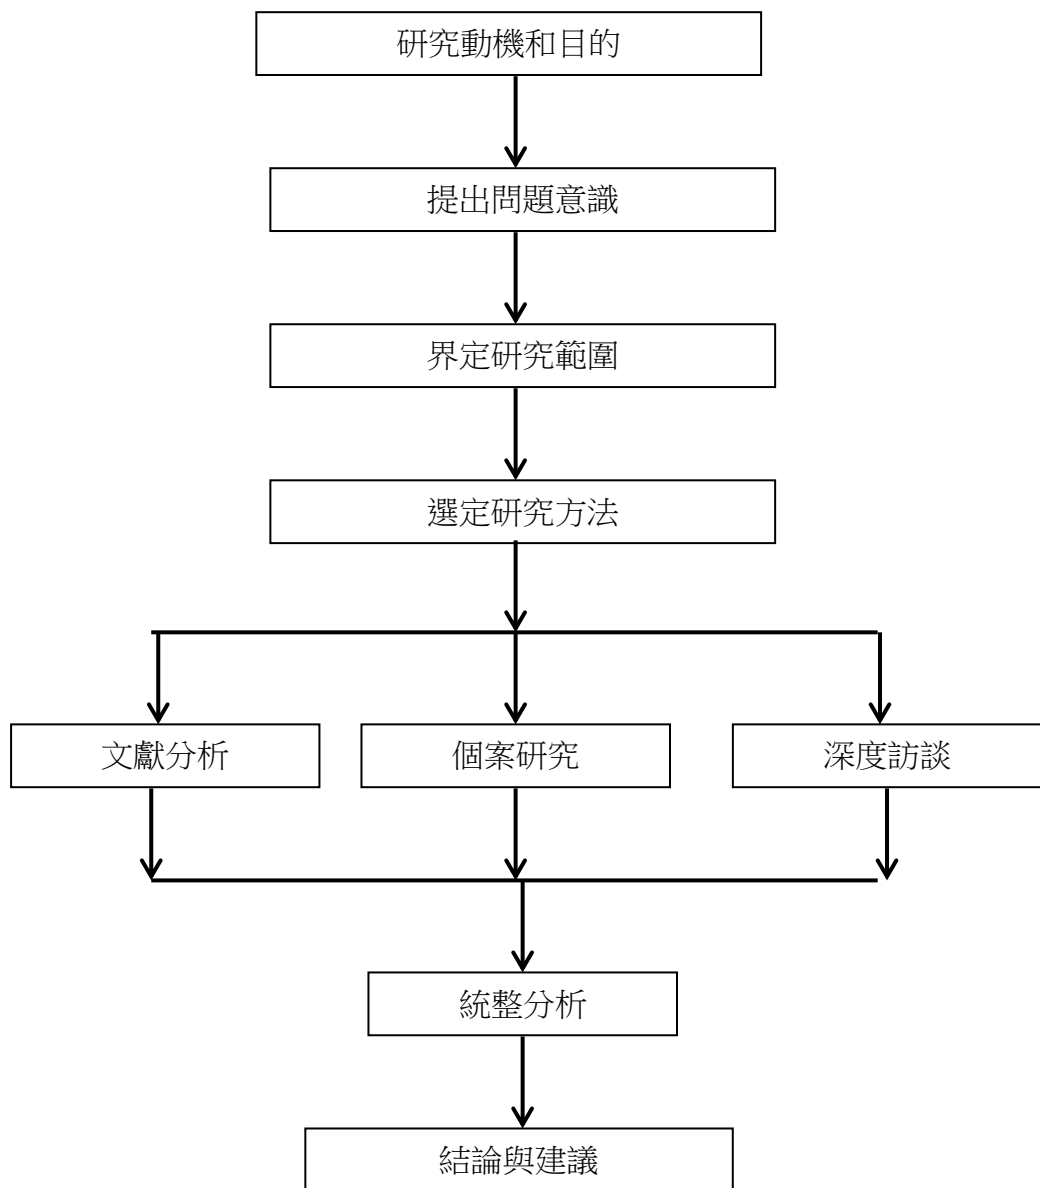 研究動機和目的
提出問題意識
界定研究範圍
選定研究方法
文獻分析
個案研究
深度訪談
統整分析
結論與建議